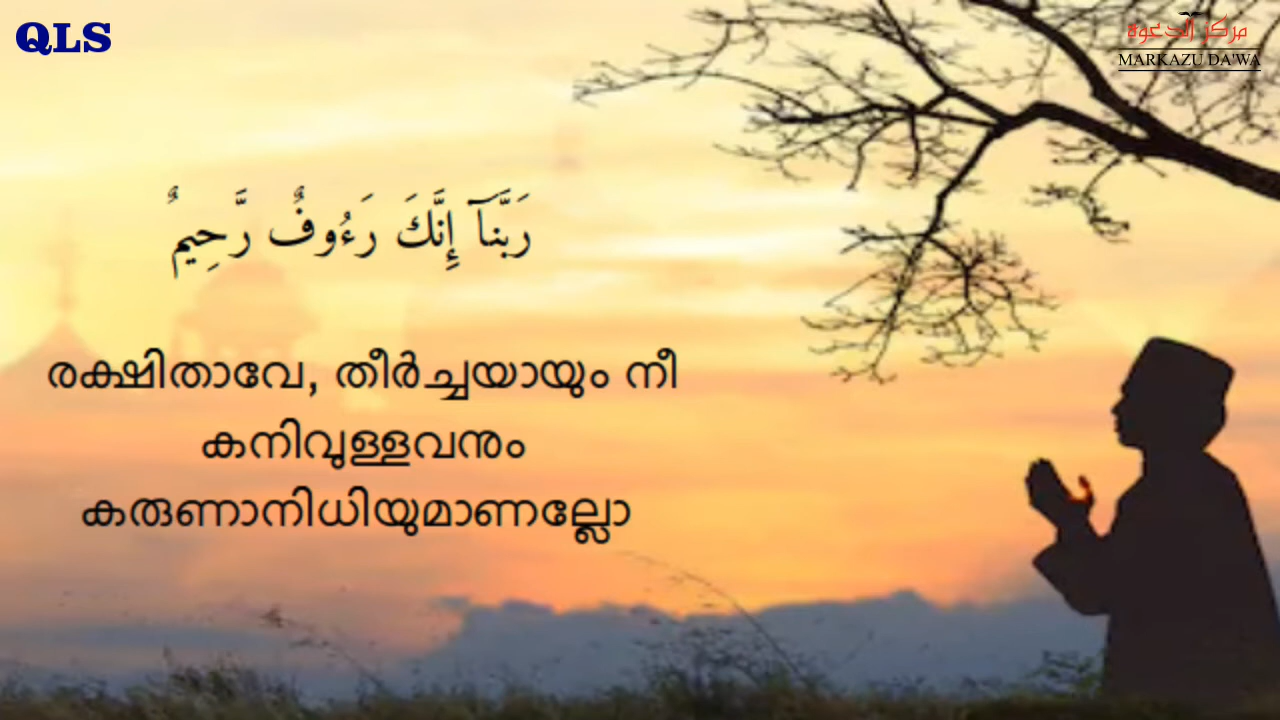 QLS
مركز الدعوة
MARKAZU DA'WA
رَبَّنَآ إِنَّكَ رَءُوفٌ رَّحِيمٌ
രക്ഷിതാവേ, തീർച്ചയായും നീ
കനിവുള്ളവനും
കരുണാനിധിയുമാണല്ലോ